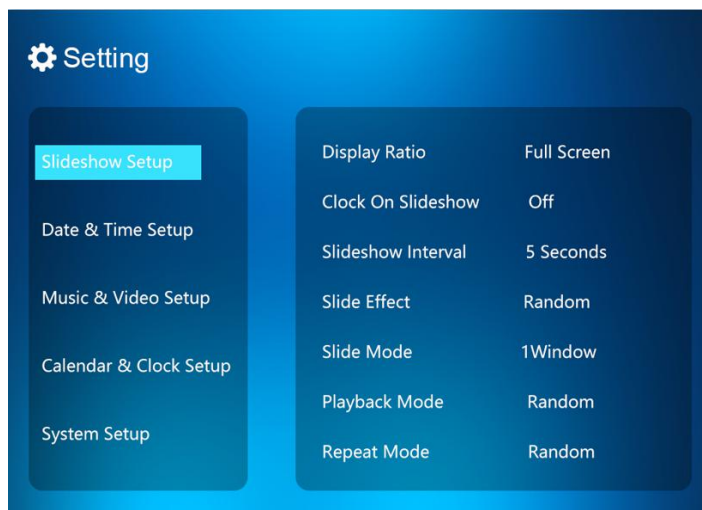 Setting
Slideshow Setup
Date & Time Setup
Music & Video Setup
Calendar & Clock Setup
System Setup
Display Ratio Full Screen
Clock On Slideshow Off
Slideshow Interval 5 Seconds
Slide Effect Random
Slide Mode 1Window
Playback Mode Random
Repeat Mode Random